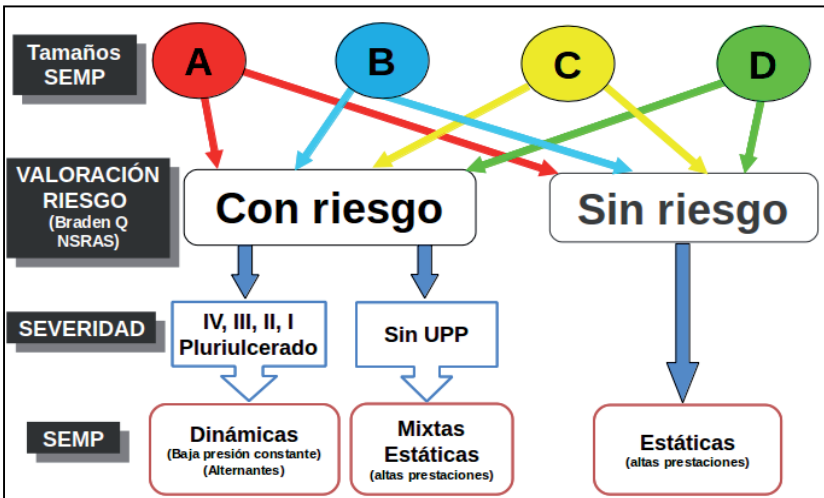 Tamaños
SEMP
A
B
C
D
VALORACIÓN
RIESGO
(Braden Q
NSRAS)
Con riesgo
Sin riesgo
SEVERIDAD
IV, III, II, I
Pluriulcerado
Sin UPP
SEMP
Dinámicas
(Baja presión constante)
(Alternantes)
Mixtas
Estáticas
(altas prestaciones)
Estáticas
(altas prestaciones)